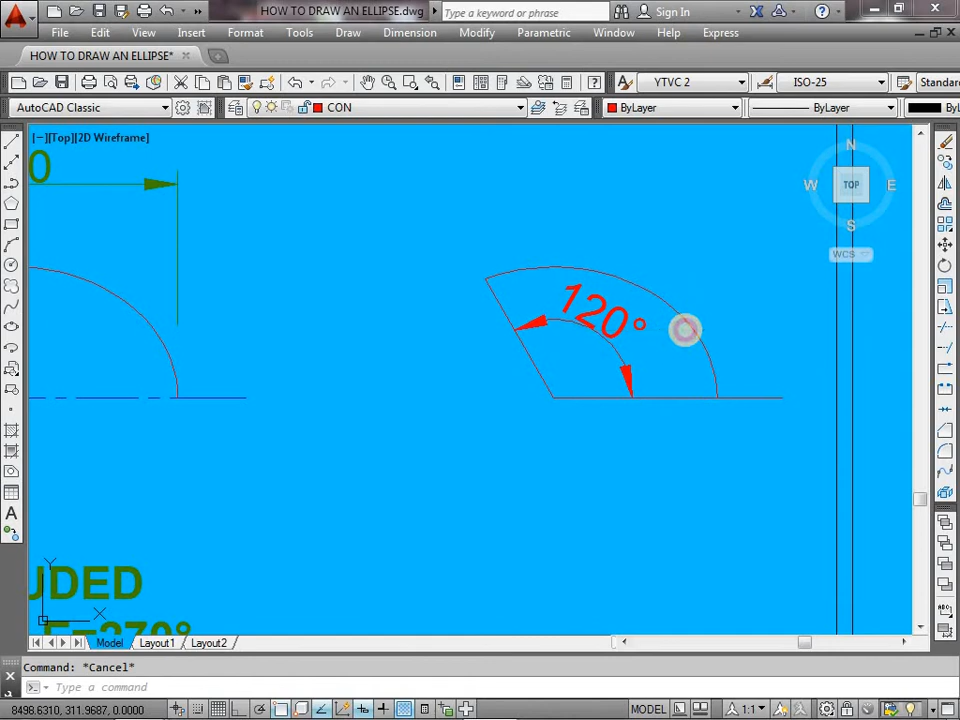 HOW TO DRAW AN ELLIPSE.dwg
Type a keyword or phrase
Sign In
File Edit View Insert Format Tools Draw Dimension Modify Parametric Window Help Express
HOW TO DRAW AN ELLIPSE*
YTVC 2
ISO-25
Standar
AutoCAD Classic
CON
ByLayer
ByLayer
ByL
[−][Top][2D Wireframe]
N
W
TOP
E
S
WCS
0
120°
UDED
E=270°
Y
X
Model
Layout1
Layout2
Command: *Cancel*
Type a command
8498.6310, 311.9687, 0.0000
MODEL
1:1